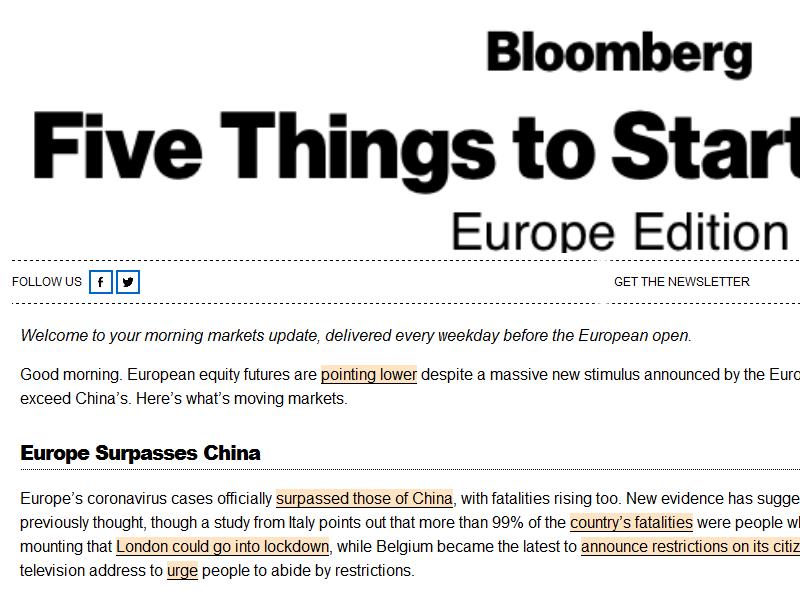 Bloomberg
Five Things to Start
Europe Edition
FOLLOW US
GET THE NEWSLETTER
Welcome to your morning markets update, delivered every weekday before the European open.
Good morning. European equity futures are pointing lower despite a massive new stimulus announced by the Euro
exceed China’s. Here’s what’s moving markets.
Europe Surpasses China
Europe’s coronavirus cases officially surpassed those of China, with fatalities rising too. New evidence has sugge
previously thought, though a study from Italy points out that more than 99% of the country’s fatalities were people wh
mounting that London could go into lockdown, while Belgium became the latest to announce restrictions on its citiz
television address to urge people to abide by restrictions.